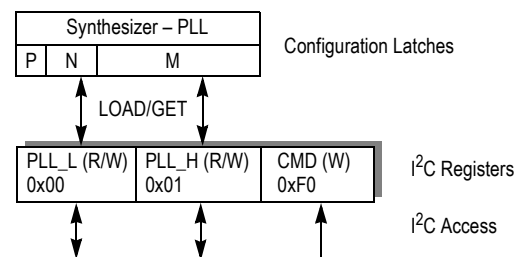 Synthesizer – PLL
P N M
Configuration Latches
LOAD/GET
PLL_L (R/W) PLL_H (R/W) CMD (W)
0x00 0x01 0xF0
I²C Registers
I²C Access